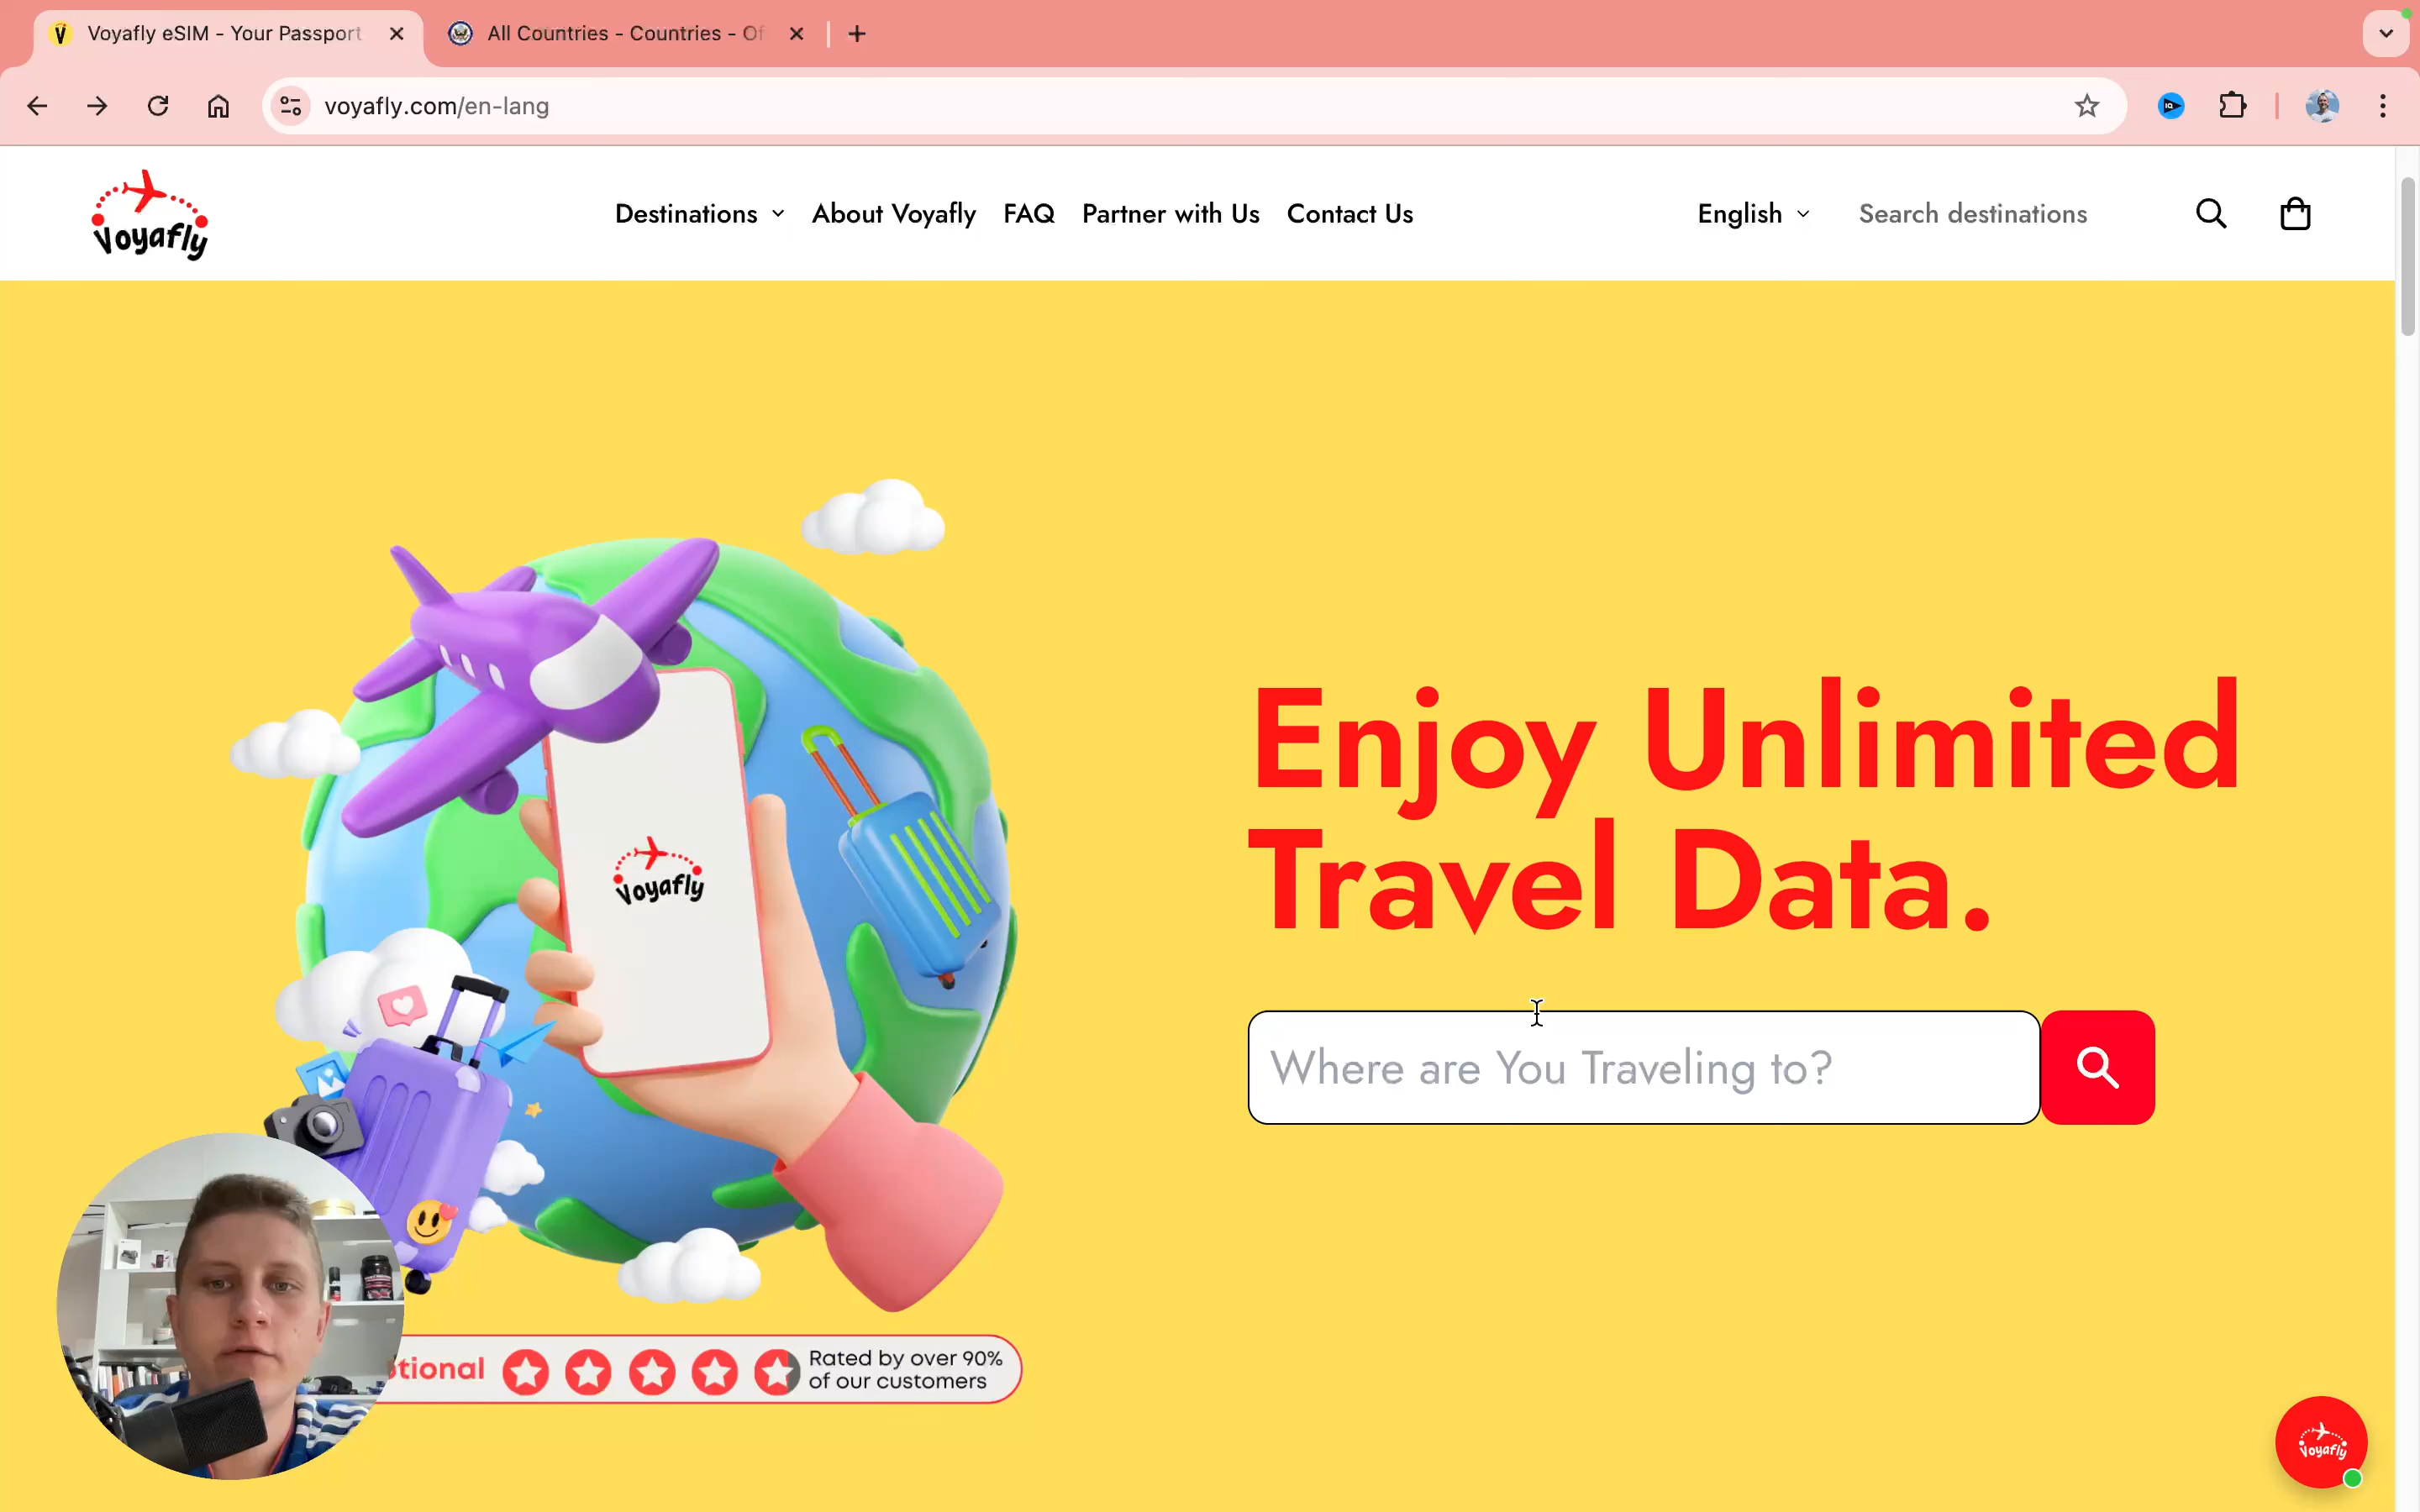 Voyafly eSIM - Your Passport
All Countries - Countries - Of
voyafly.com/en-lang
Voyafly
Destinations
About Voyafly
FAQ
Partner with Us
Contact Us
English
Search destinations
Enjoy Unlimited
Travel Data.
Where are You Traveling to?
Voyafly
tional
Rated by over 90%
of our customers
Voyafly